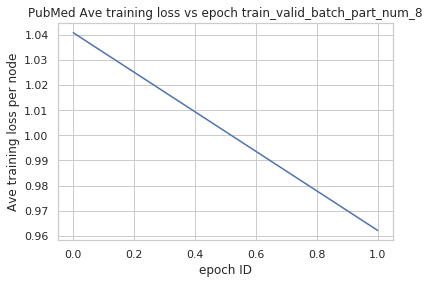 PubMed Ave training loss vs epoch train_valid_batch_part_num_8
Ave training loss per node
1.04
1.03
1.02
1.01
1.00
0.99
0.98
0.97
0.96
0.0 0.2 0.4 0.6 0.8 1.0
epoch ID